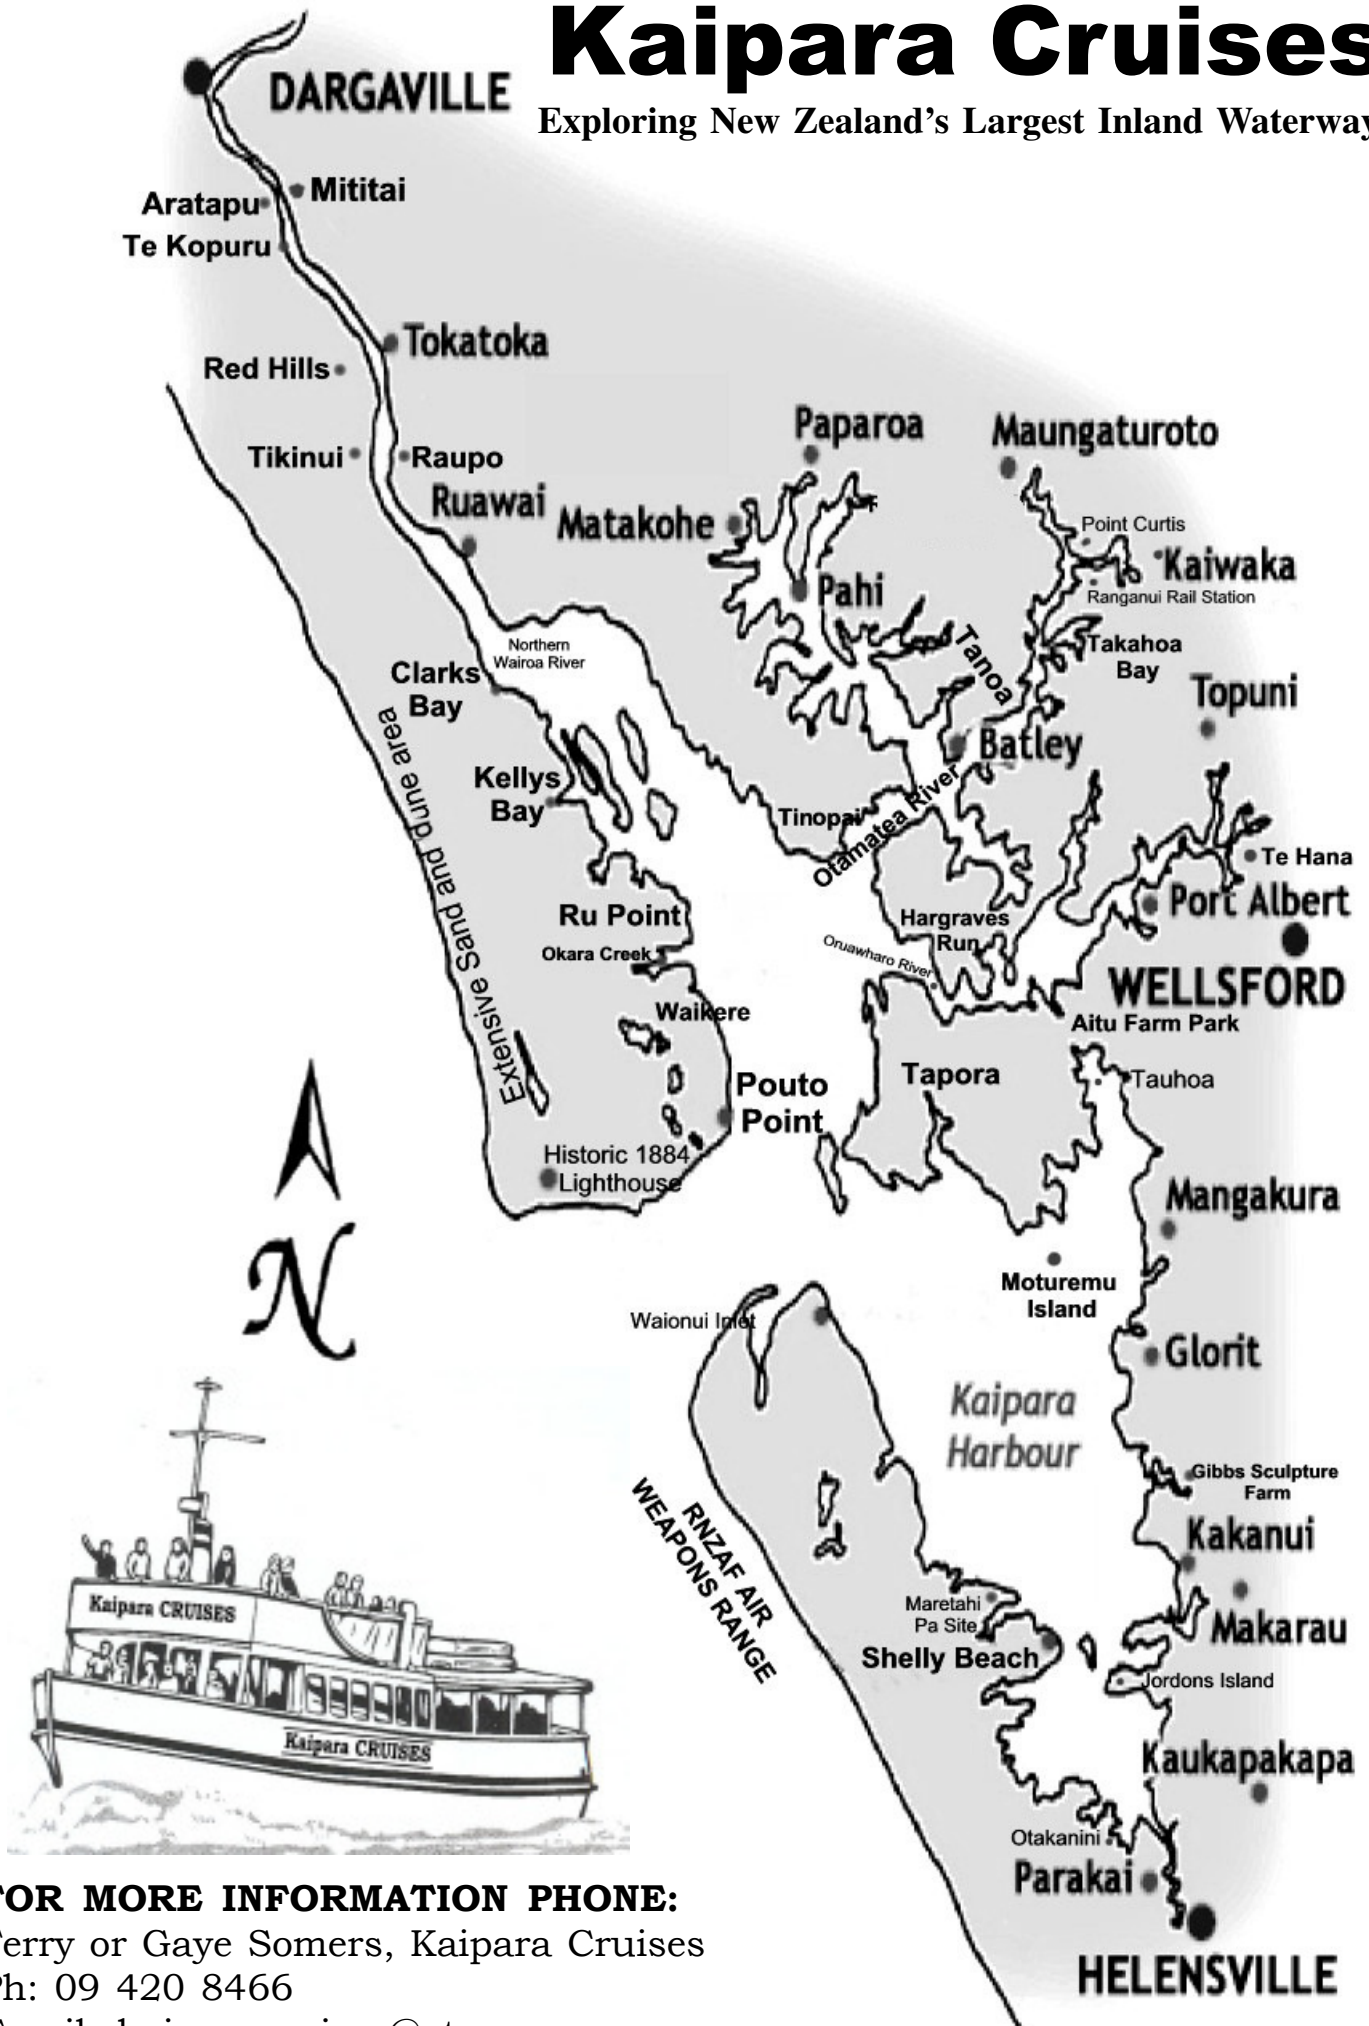 Kaipara Cruises
Exploring New Zealand's Largest Inland Waterway
DARGAVILLE
Mititai
Aratapu
Te Kopuru
Tokatoka
Red Hills
Tikinui
Raupo
Ruawai
Paparoa
Maungaturoto
Matakohe
Point Curtis
Kaiwaka
Ranganui Rail Station
Pahi
Northern
Wairoa River
Tanoa
Takahoa
Bay
Clarks
Bay
Topuni
Batley
Extensive Sand and dune area
Kellys
Bay
Tinopai
Otamatea River
Te Hana
Port Albert
Ru Point
Hargraves
Run
Okara Creek
Oruawharo River
WELLSFORD
Waikere
Aitu Farm Park
Tapora
Tauhoa
Pouto
Point
Historic 1884
Lighthouse
Mangakura
N
Moturemu
Island
Waionui Inlet
Glorit
Kaipara
Harbour
Gibbs Sculpture
Farm
RNZAF AIR
WEAPONS RANGE
Kakanui
Maretahi
Pa Site
Makarau
Shelly Beach
Jordons Island
Kaipara CRUISES
Kaipara CRUISES
Kaukapakapa
Otakanini
Parakai
HELENSVILLE
FOR MORE INFORMATION PHONE:
Terry or Gaye Somers, Kaipara Cruises
Ph: 09 420 8466